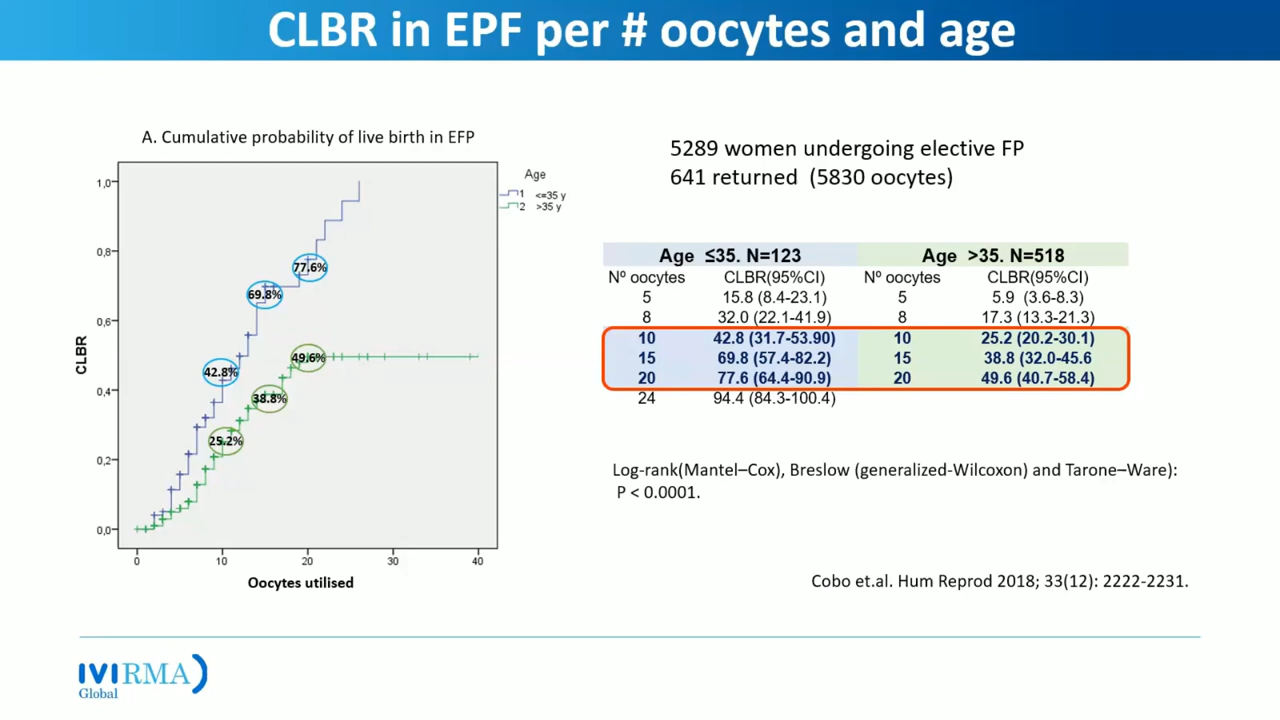 CLBR in EPF per # oocytes and age
A. Cumulative probability of live birth in EFP
CLBR
1,0
0,8
0,6
0,4
0,2
0,0
0 10 20 30 40
Oocytes utilised
Age
1 <=35 y
2 >35 y
77.6%
69.8%
42.8%
49.6%
38.8%
25.2%
5289 women undergoing elective FP
641 returned (5830 oocytes)
Age ≤35. N=123 Age >35. N=518
Nº oocytes CLBR(95%CI) Nº oocytes CLBR(95%CI)
5 15.8 (8.4-23.1) 5 5.9 (3.6-8.3)
8 32.0 (22.1-41.9) 8 17.3 (13.3-21.3)
10 42.8 (31.7-53.90) 10 25.2 (20.2-30.1)
15 69.8 (57.4-82.2) 15 38.8 (32.0-45.6
20 77.6 (64.4-90.9) 20 49.6 (40.7-58.4)
24 94.4 (84.3-100.4)
Log-rank(Mantel–Cox), Breslow (generalized-Wilcoxon) and Tarone–Ware):
P < 0.0001.
Cobo et.al. Hum Reprod 2018; 33(12): 2222-2231.
IVIRMA
Global